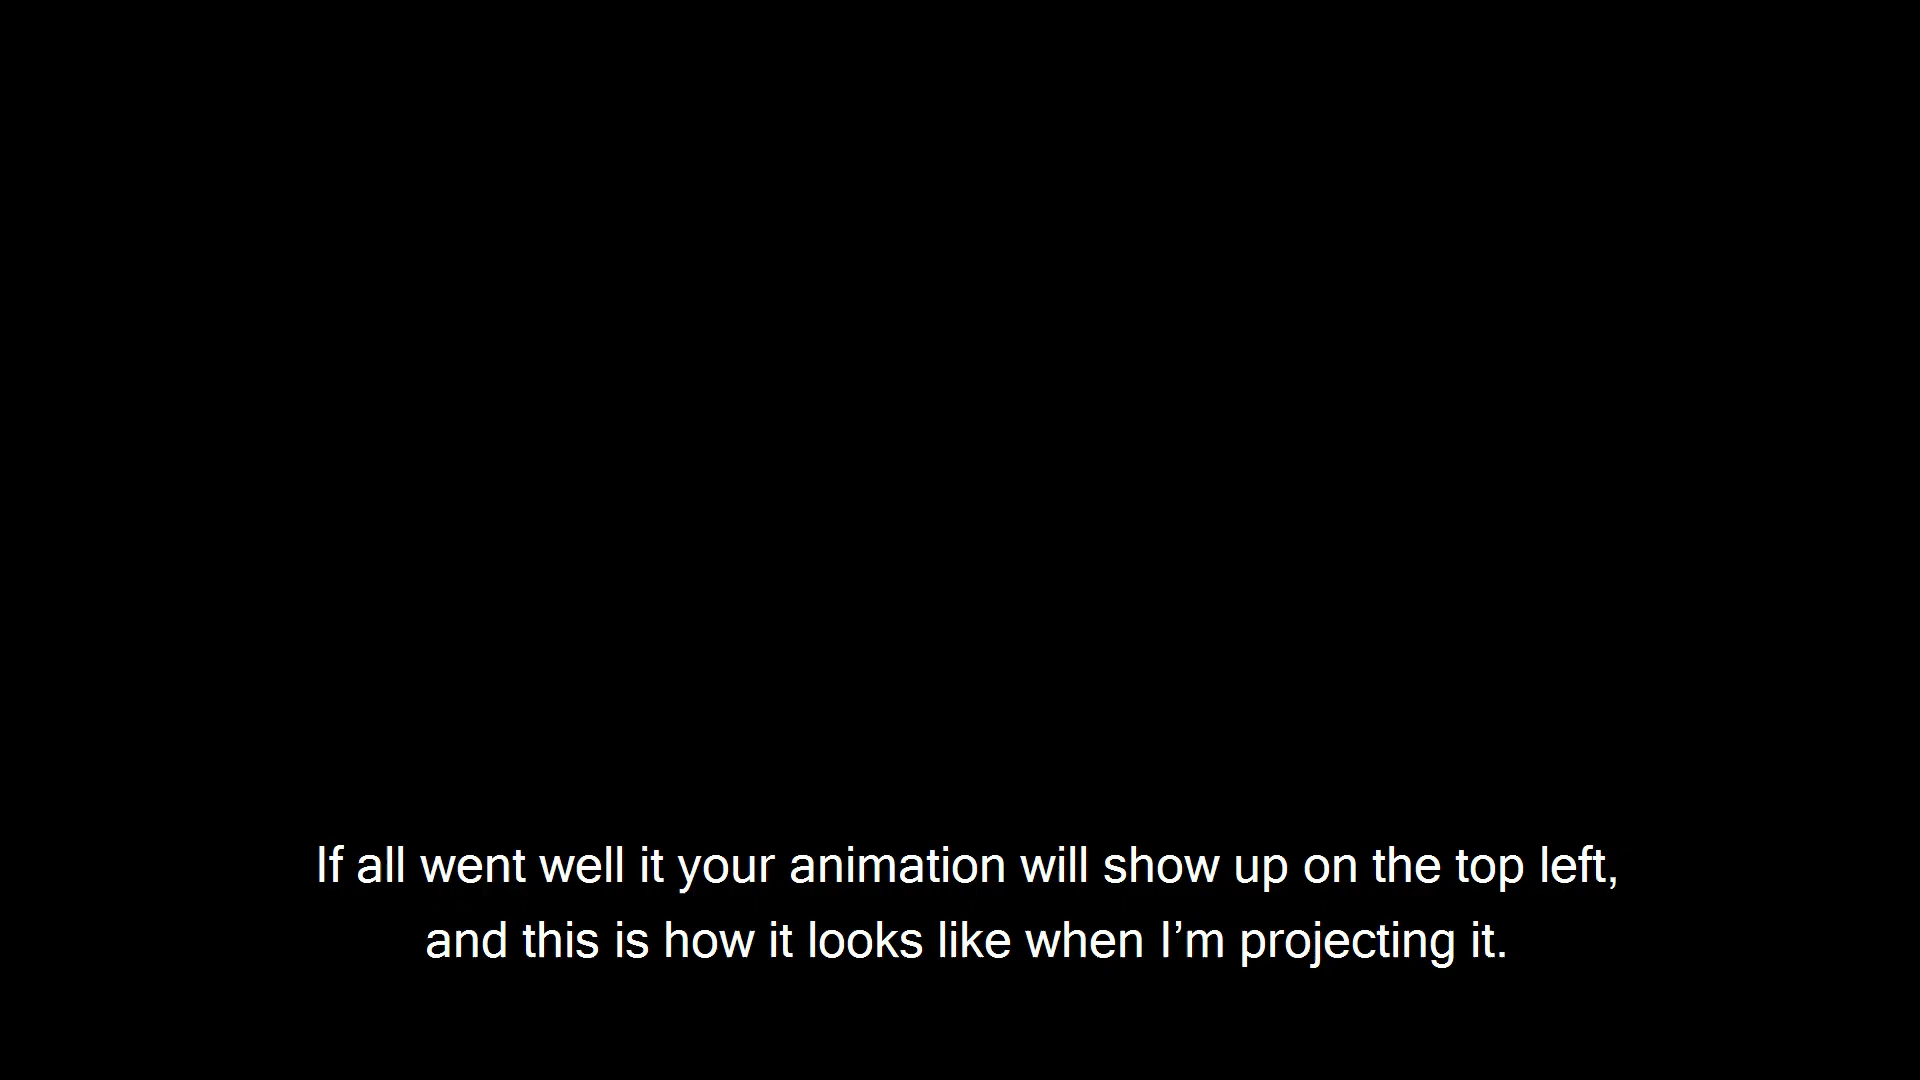 If all went well it your animation will show up on the top left,
and this is how it looks like when I’m projecting it.